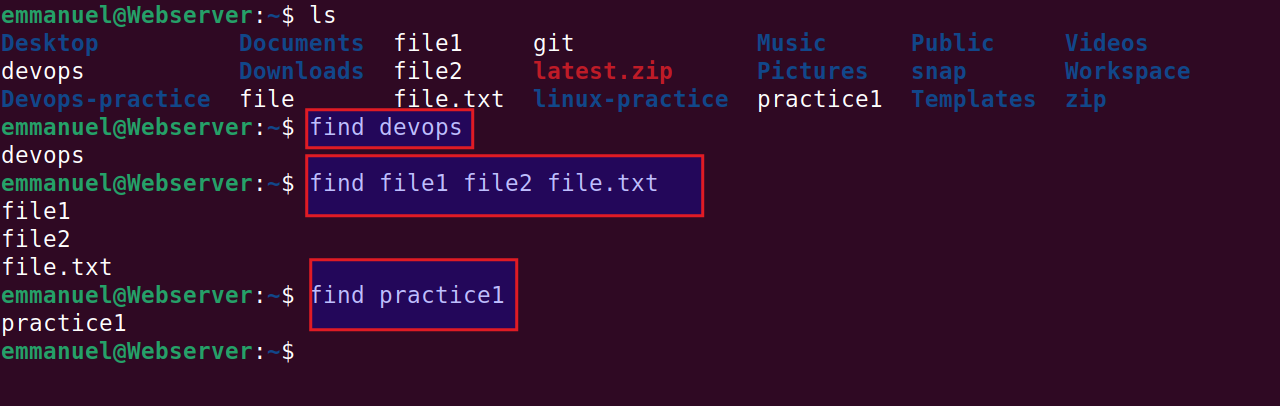 emmanuel@Webserver:~$ ls
Desktop          Documents  file1     git             Music      Public     Videos
devops           Downloads  file2     latest.zip      Pictures   snap       Workspace
Devops-practice  file       file.txt  linux-practice  practice1  Templates  zip
emmanuel@Webserver:~$ find devops
devops
emmanuel@Webserver:~$ find file1 file2 file.txt
file1
file2
file.txt
emmanuel@Webserver:~$ find practice1
practice1
emmanuel@Webserver:~$